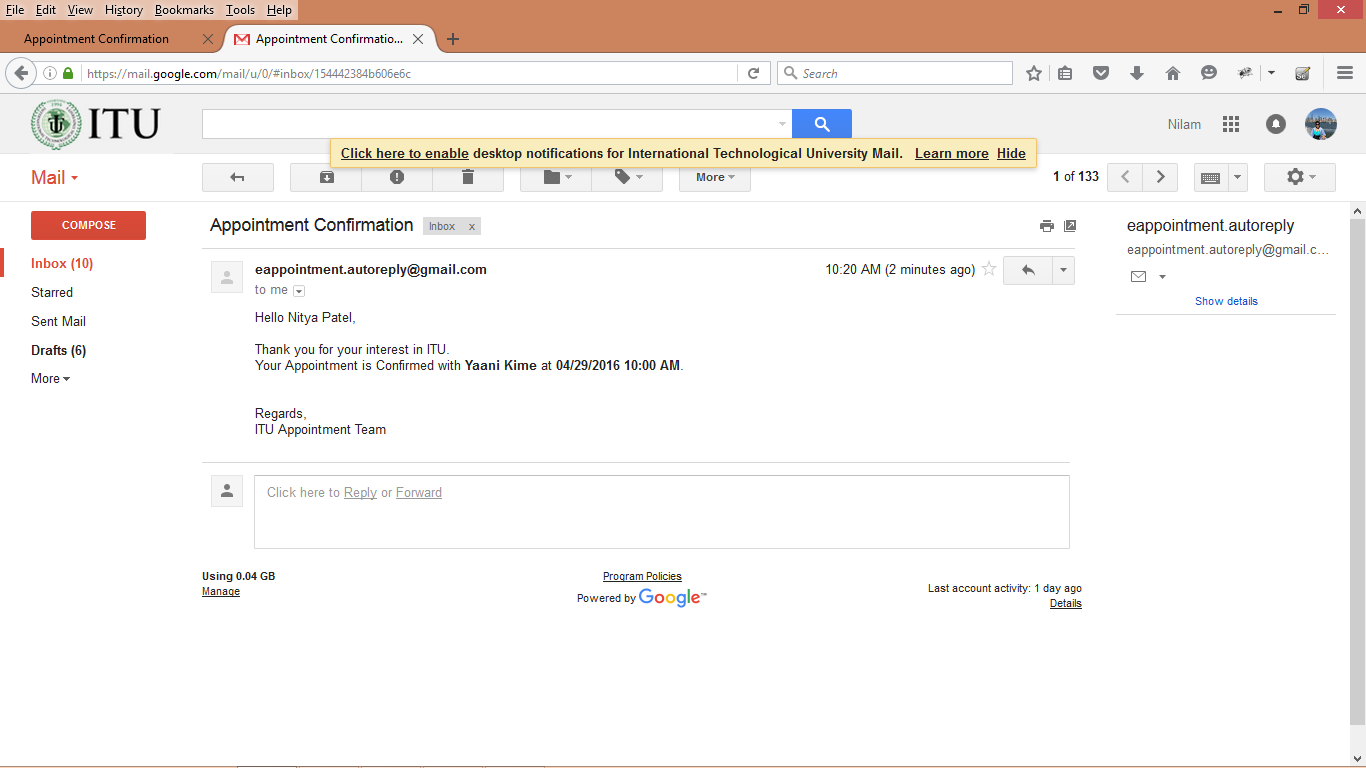 File Edit View History Bookmarks Tools Help
Appointment Confirmation
Appointment Confirmatio...
https://mail.google.com/mail/u/0/#inbox/154442384b606e6c
Search
ITU
Nilam
Click here to enable desktop notifications for International Technological University Mail. Learn more Hide
Mail
More
1 of 133
COMPOSE
Inbox (10)
Starred
Sent Mail
Drafts (6)
More
Appointment Confirmation
Inbox x
eappointment.autoreply@gmail.com
10:20 AM (2 minutes ago)
to me
Hello Nitya Patel,
Thank you for your interest in ITU.
Your Appointment is Confirmed with Yaani Kime at 04/29/2016 10:00 AM.
Regards,
ITU Appointment Team
Click here to Reply or Forward
Using 0.04 GB
Manage
Program Policies
Powered by Google™
Last account activity: 1 day ago
Details
eappointment.autoreply
eappointment.autoreply@gmail.c...
Show details